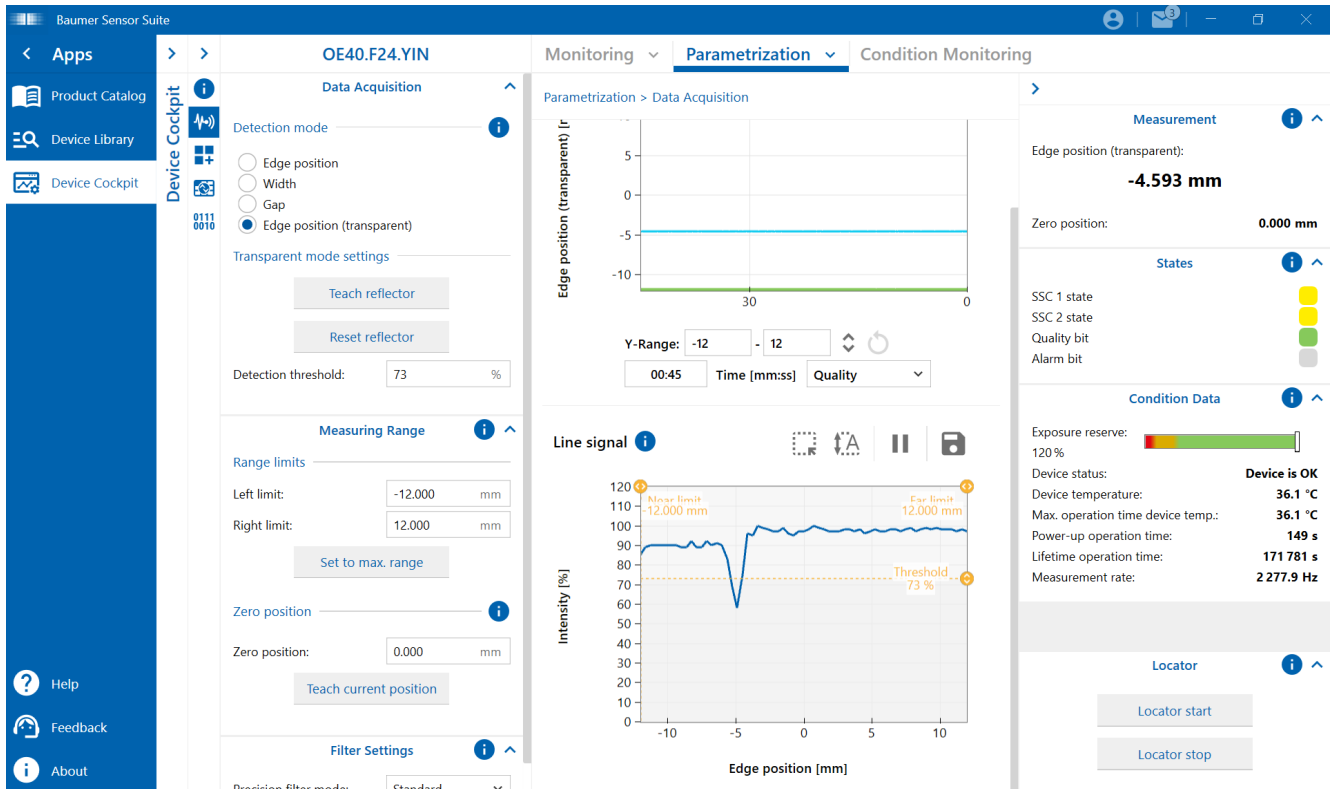 Baumer Sensor Suite
3
Apps
Product Catalog
Device Library
Device Cockpit
Help
Feedback
About
Device Cockpit
0111
0010
OE40.F24.YIN
Data Acquisition
Detection mode
Edge position
Width
Gap
Edge position (transparent)
Transparent mode settings
Teach reflector
Reset reflector
Detection threshold: 73 %
Measuring Range
Range limits
Left limit: -12.000 mm
Right limit: 12.000 mm
Set to max. range
Zero position
Zero position: 0.000 mm
Teach current position
Filter Settings
Precision filter mode: Standard
Monitoring
Parametrization
Condition Monitoring
Parametrization > Data Acquisition
Edge position (transparent)
5
0
-5
-10
30 0
Y-Range: -12 - 12
00:45 Time [mm:ss] Quality
Line signal
A
Intensity [%]
120
110
100
90
80
70
60
50
40
30
20
10
0
Near limit
-12.000 mm
Far limit
12.000 mm
Threshold
73 %
-10 -5 0 5 10
Edge position [mm]
Measurement
Edge position (transparent):
-4.593 mm
Zero position: 0.000 mm
States
SSC 1 state
SSC 2 state
Quality bit
Alarm bit
Condition Data
Exposure reserve:
120 %
Device status: Device is OK
Device temperature: 36.1 °C
Max. operation time device temp.: 36.1 °C
Power-up operation time: 149 s
Lifetime operation time: 171 781 s
Measurement rate: 2 277.9 Hz
Locator
Locator start
Locator stop